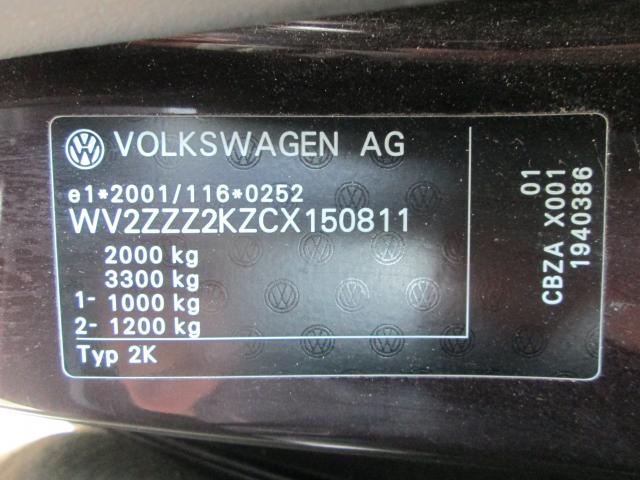 VOLKSWAGEN AG
e1*2001/116*0252
WV2ZZZ2KZCX150811
2000 kg
3300 kg
1- 1000 kg
2- 1200 kg
Typ 2K
01
CBZA X001
1940386